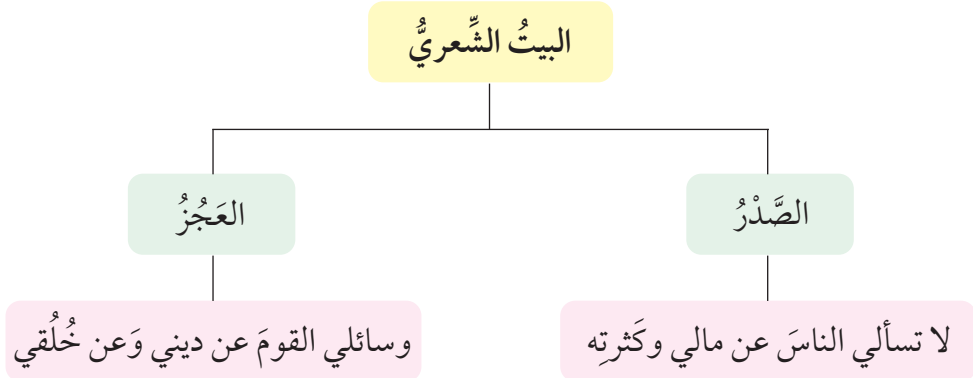 البيتُ الشِّعريُّ
الصَّدْرُ
العَجُزُ
لا تسألي الناسَ عن مالي وكَثرتِه
وسائلي القومَ عن ديني وَعن خُلُقي